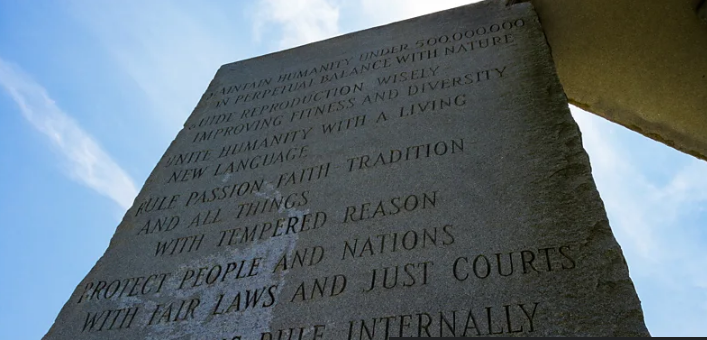 MAINTAIN HUMANITY UNDER 500,000,000
IN PERPETUAL BALANCE WITH NATURE
GUIDE REPRODUCTION WISELY
IMPROVING FITNESS AND DIVERSITY
UNITE HUMANITY WITH A LIVING
NEW LANGUAGE
RULE PASSION FAITH TRADITION
AND ALL THINGS
WITH TEMPERED REASON
PROTECT PEOPLE AND NATIONS
WITH FAIR LAWS AND JUST COURTS
RULE INTERNALLY